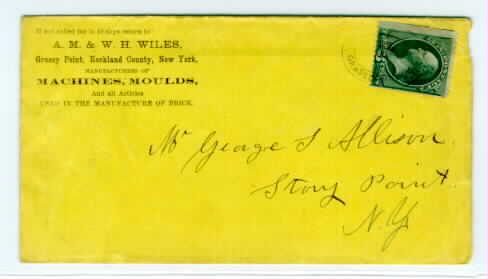 If not called for in 10 days return to
A. M. & W. H. WILES,
Grassy Point, Rockland County, New York,
MANUFACTURERS OF
MACHINES, MOULDS,
And all Articles
USED IN THE MANUFACTURE OF BRICK.
Mr George S Allison
Stony Point
N.Y